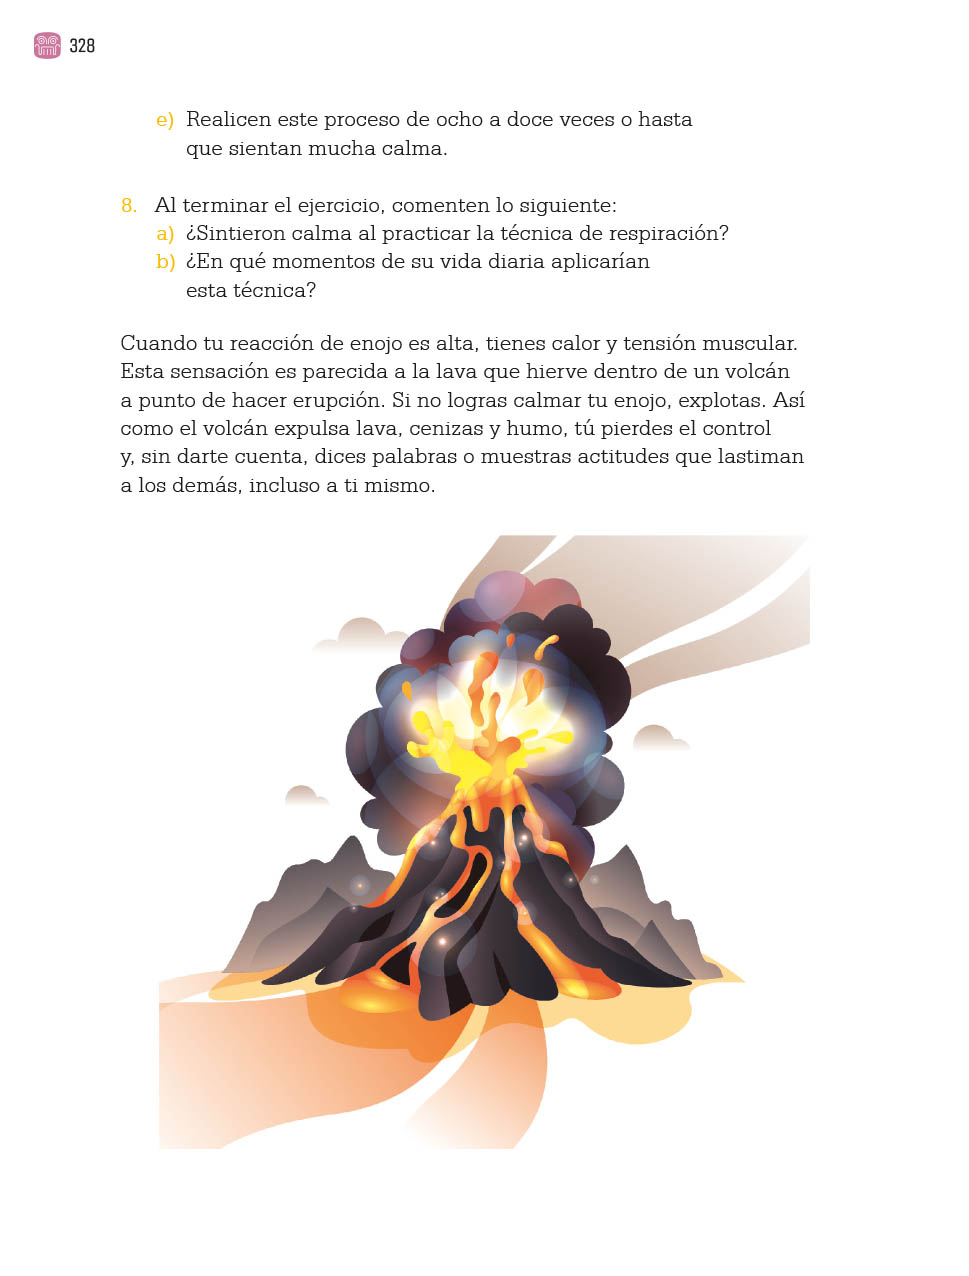 328
e) Realicen este proceso de ocho a doce veces o hasta
que sientan mucha calma.
8. Al terminar el ejercicio, comenten lo siguiente:
a) ¿Sintieron calma al practicar la técnica de respiración?
b) ¿En qué momentos de su vida diaria aplicarían
esta técnica?
Cuando tu reacción de enojo es alta, tienes calor y tensión muscular.
Esta sensación es parecida a la lava que hierve dentro de un volcán
a punto de hacer erupción. Si no logras calmar tu enojo, explotas. Así
como el volcán expulsa lava, cenizas y humo, tú pierdes el control
y, sin darte cuenta, dices palabras o muestras actitudes que lastiman
a los demás, incluso a ti mismo.